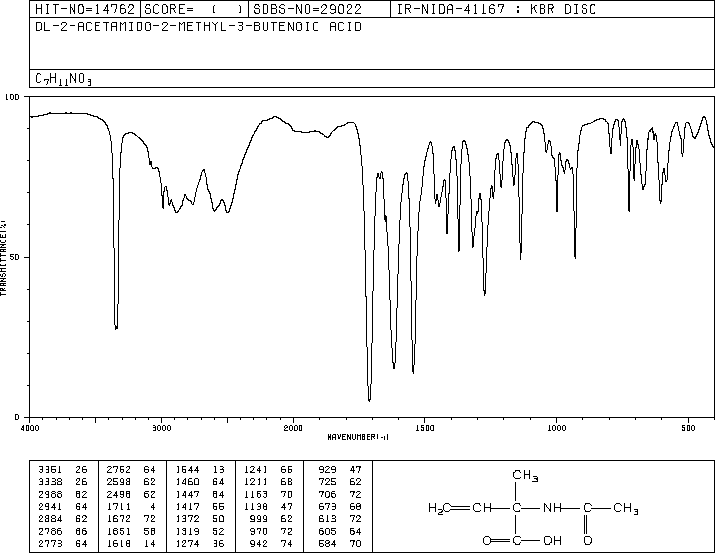 HIT-NO=14762 SCORE= ( ) SDBS-NO=29022 IR-NIDA-41167 : KBR DISC
DL-2-ACETAMIDO-2-METHYL-3-BUTENOIC ACID
C7H11NO3
100
50
0
TRANSMITTANCE(%)
4000 3000 2000 1500 1000 500
WAVENUMBER(-1)
3351 26 2752 64 1544 13 1241 66 929 47
3338 26 2598 62 1460 64 1211 68 725 62
2988 62 2498 62 1447 64 1163 70 706 72
2941 64 1711 4 1417 55 1138 47 673 68
2884 62 1672 72 1372 50 999 62 613 72
2786 66 1651 58 1319 52 970 72 605 64
2773 64 1618 14 1274 36 942 74 584 70
CH3
H2C CH C NH C CH3
O C OH O